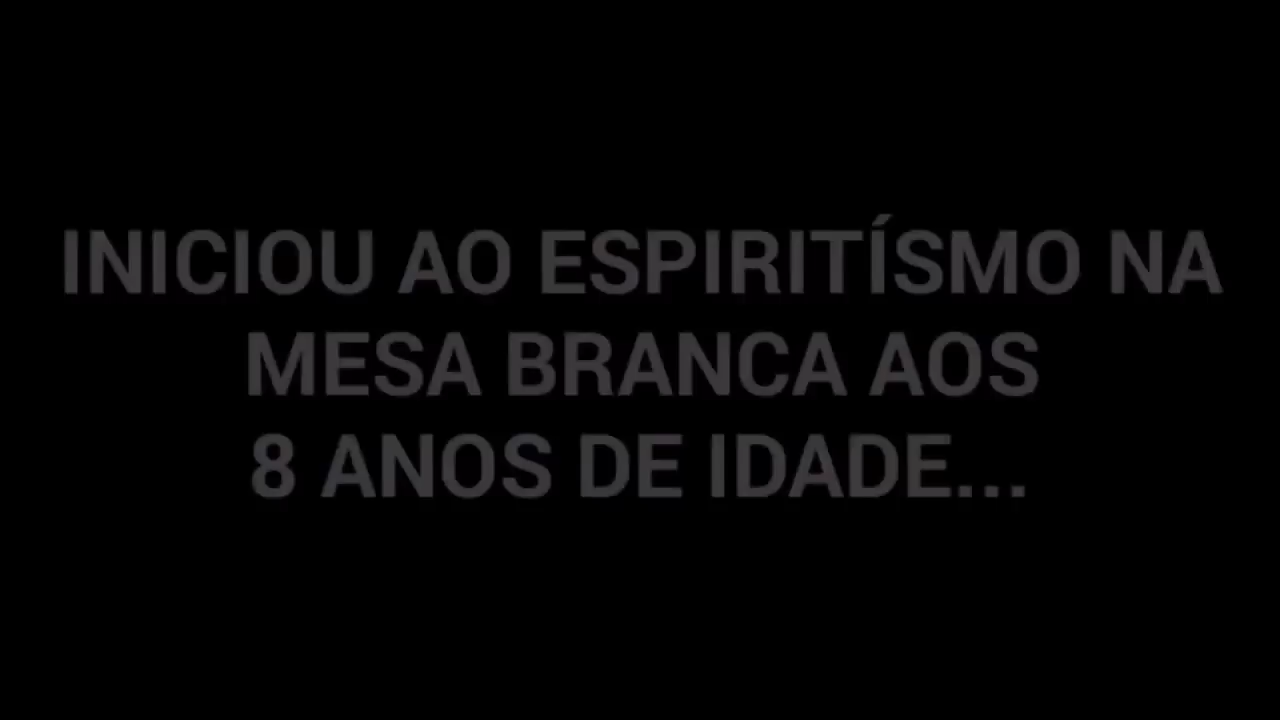 INICIOU AO ESPIRITÍSMO NA
MESA BRANCA AOS
8 ANOS DE IDADE...